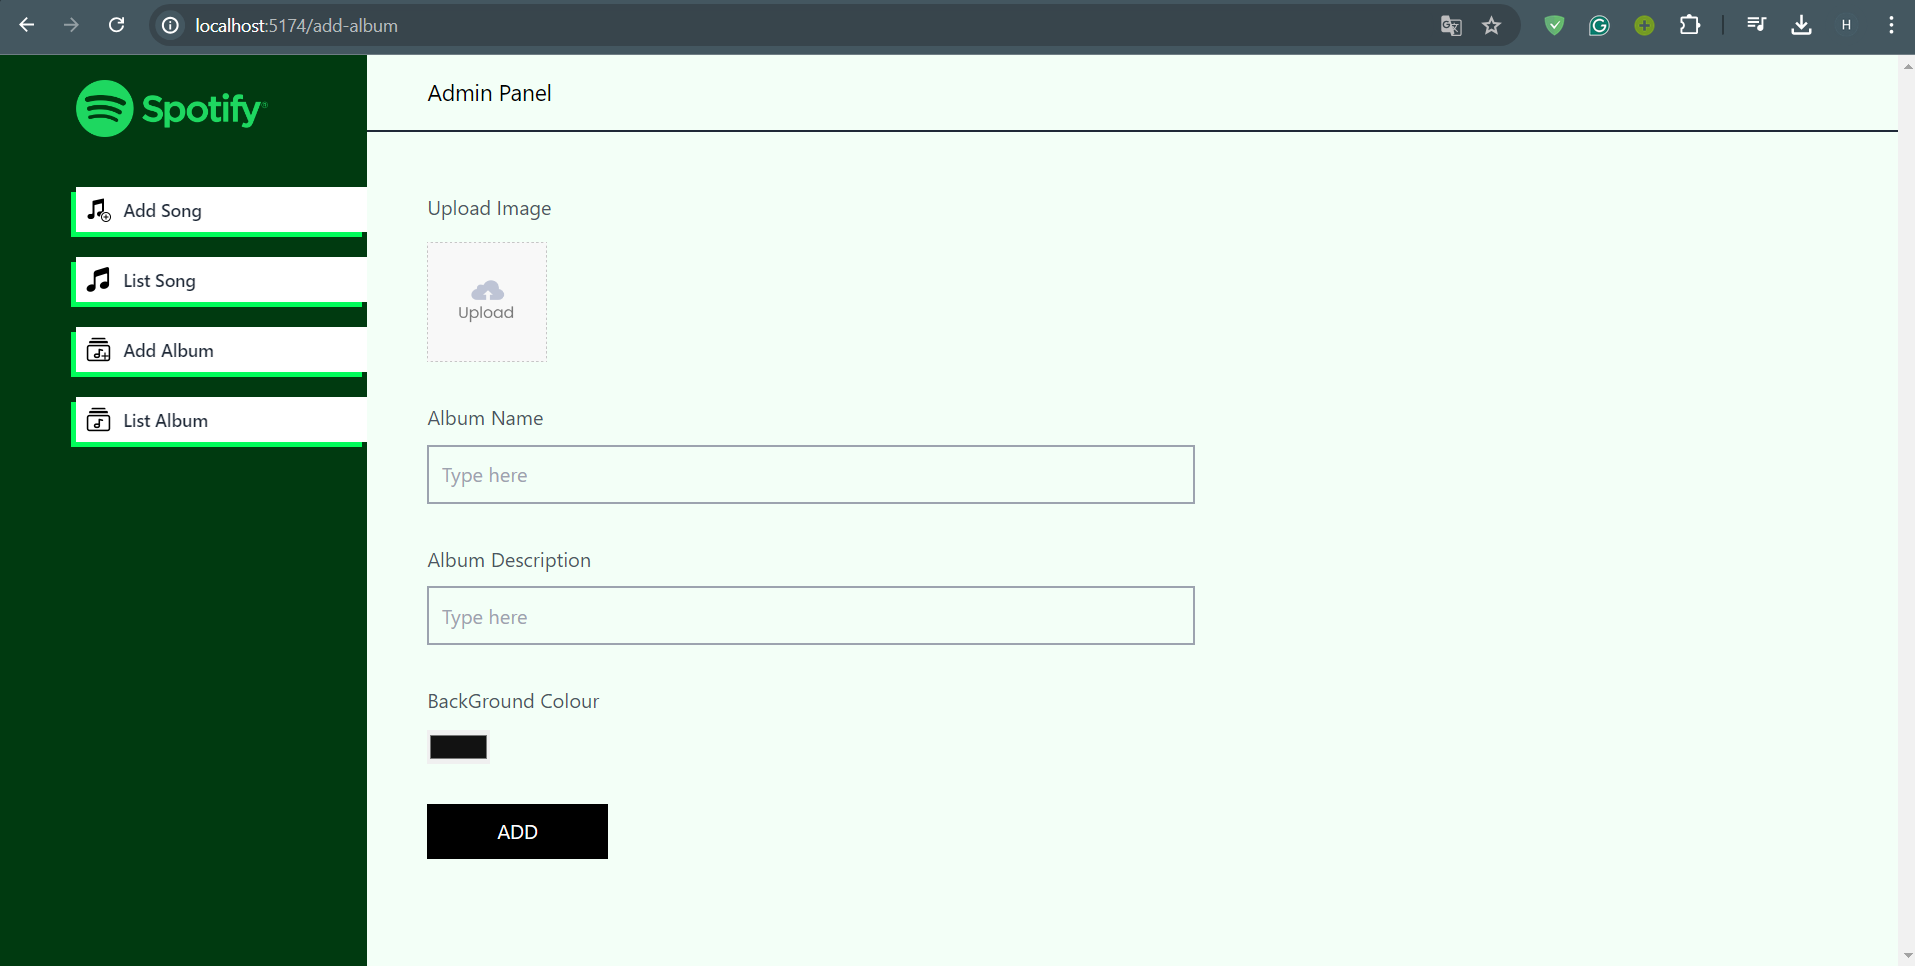 localhost:5174/add-album
H
Spotify®
Admin Panel
Add Song
List Song
Add Album
List Album
Upload Image
Upload
Album Name
Type here
Album Description
Type here
BackGround Colour
ADD